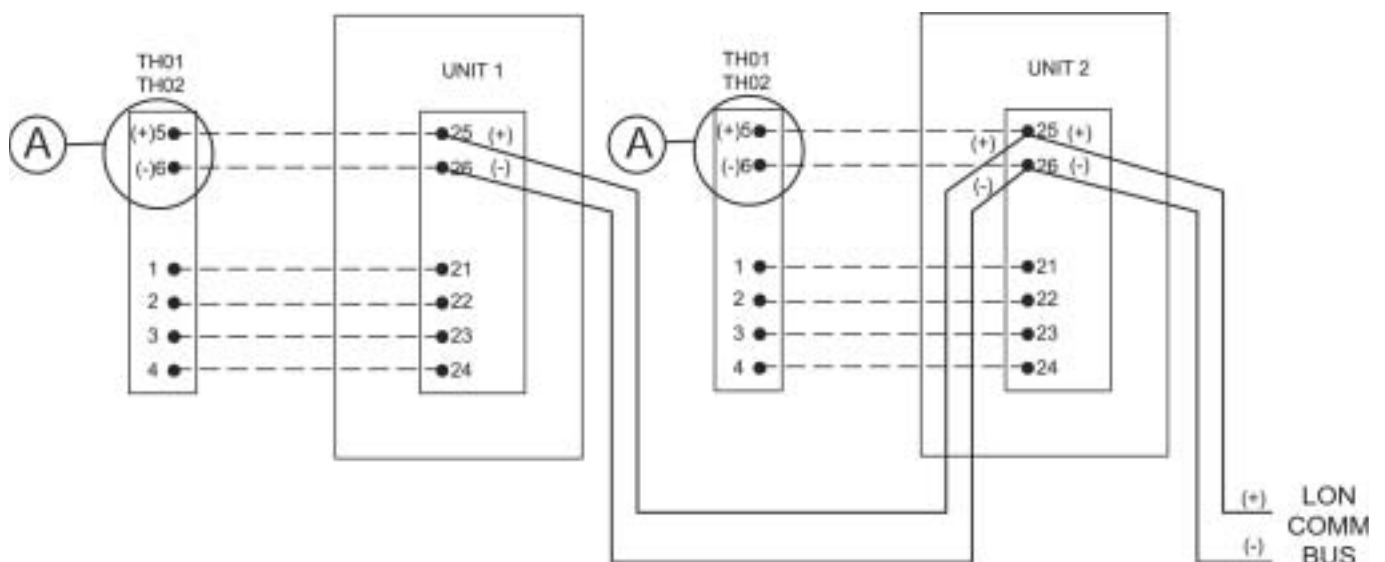 TH01
TH02
UNIT 1
A
(+)5
(-)6
25 (+)
26 (-)
1
2
3
4
21
22
23
24
TH01
TH02
UNIT 2
A
(+)5
(-)6
(+)
25 (+)
(-)
26 (-)
1
2
3
4
21
22
23
24
(+)
(-)
LON
COMM
BUS